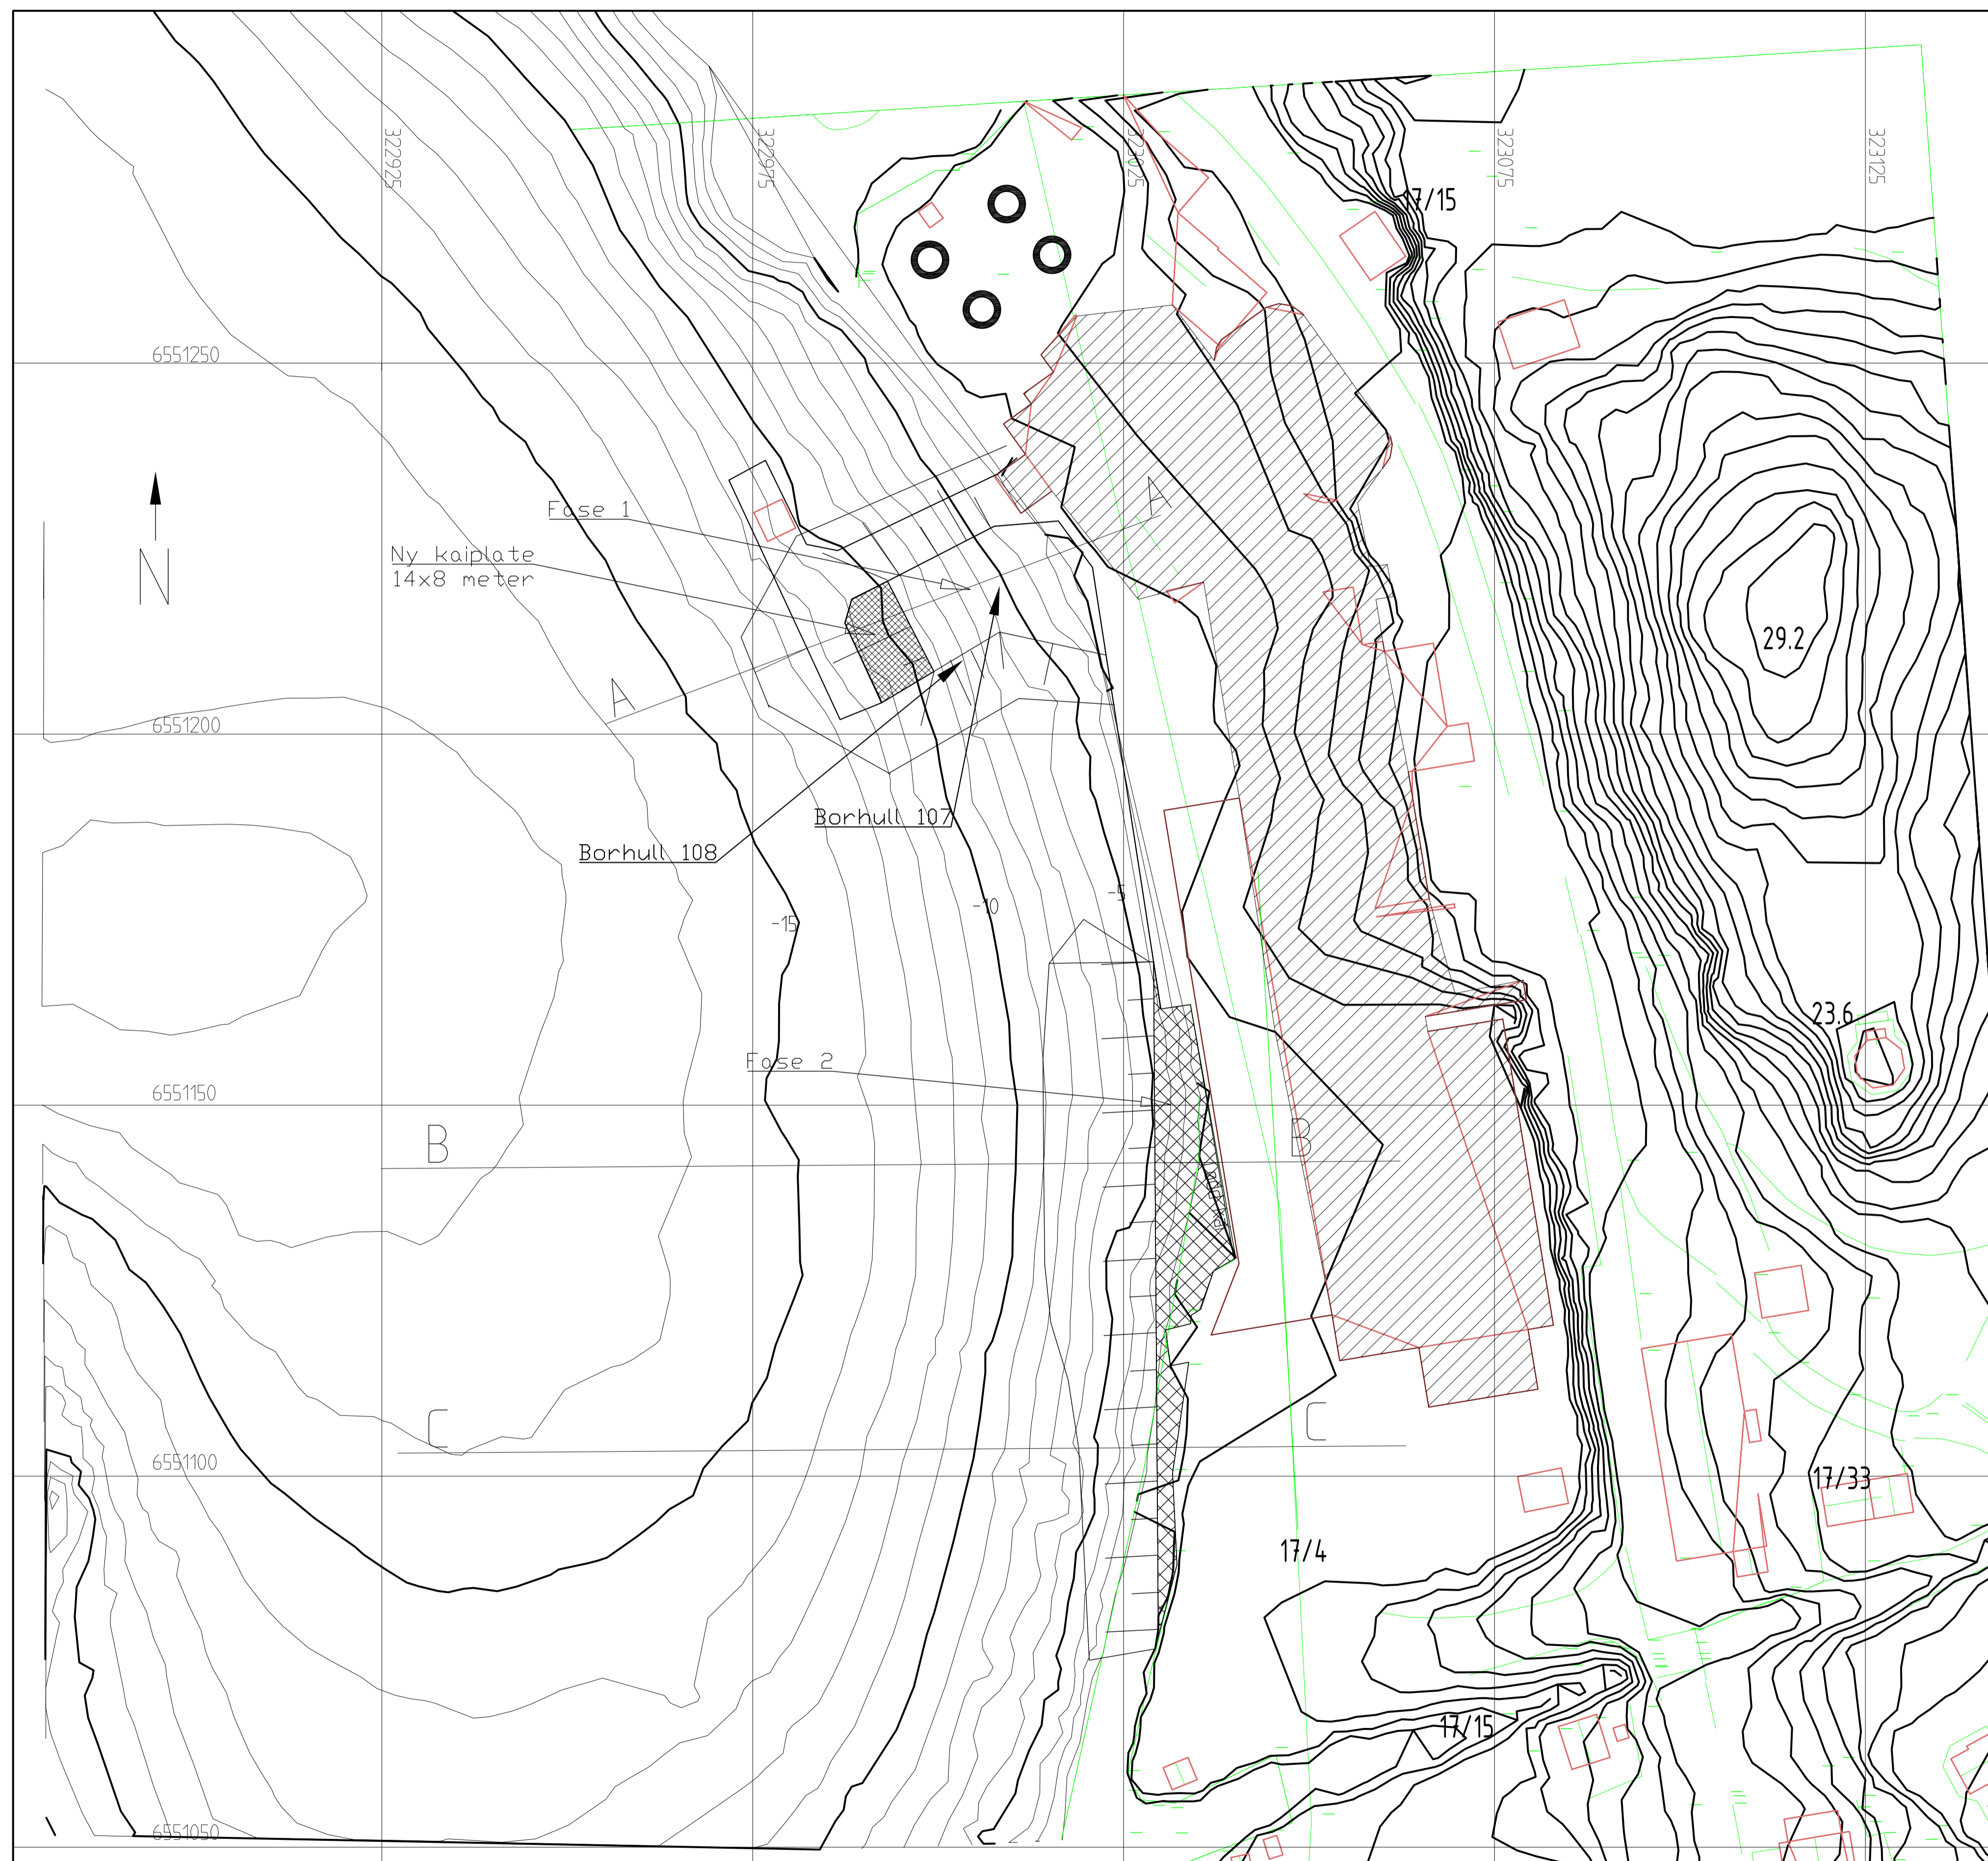 322925
322975
323025
323075
323125
17/15
6551250
N
Fase 1
A
Ny kaiplate
14x8 meter
29.2
A
6551200
Borhull 107
Borhull 108
-15
-10
-5
23.6
Fase 2
6551150
B
B
C
C
6551100
17/33
17/4
17/15
6551050